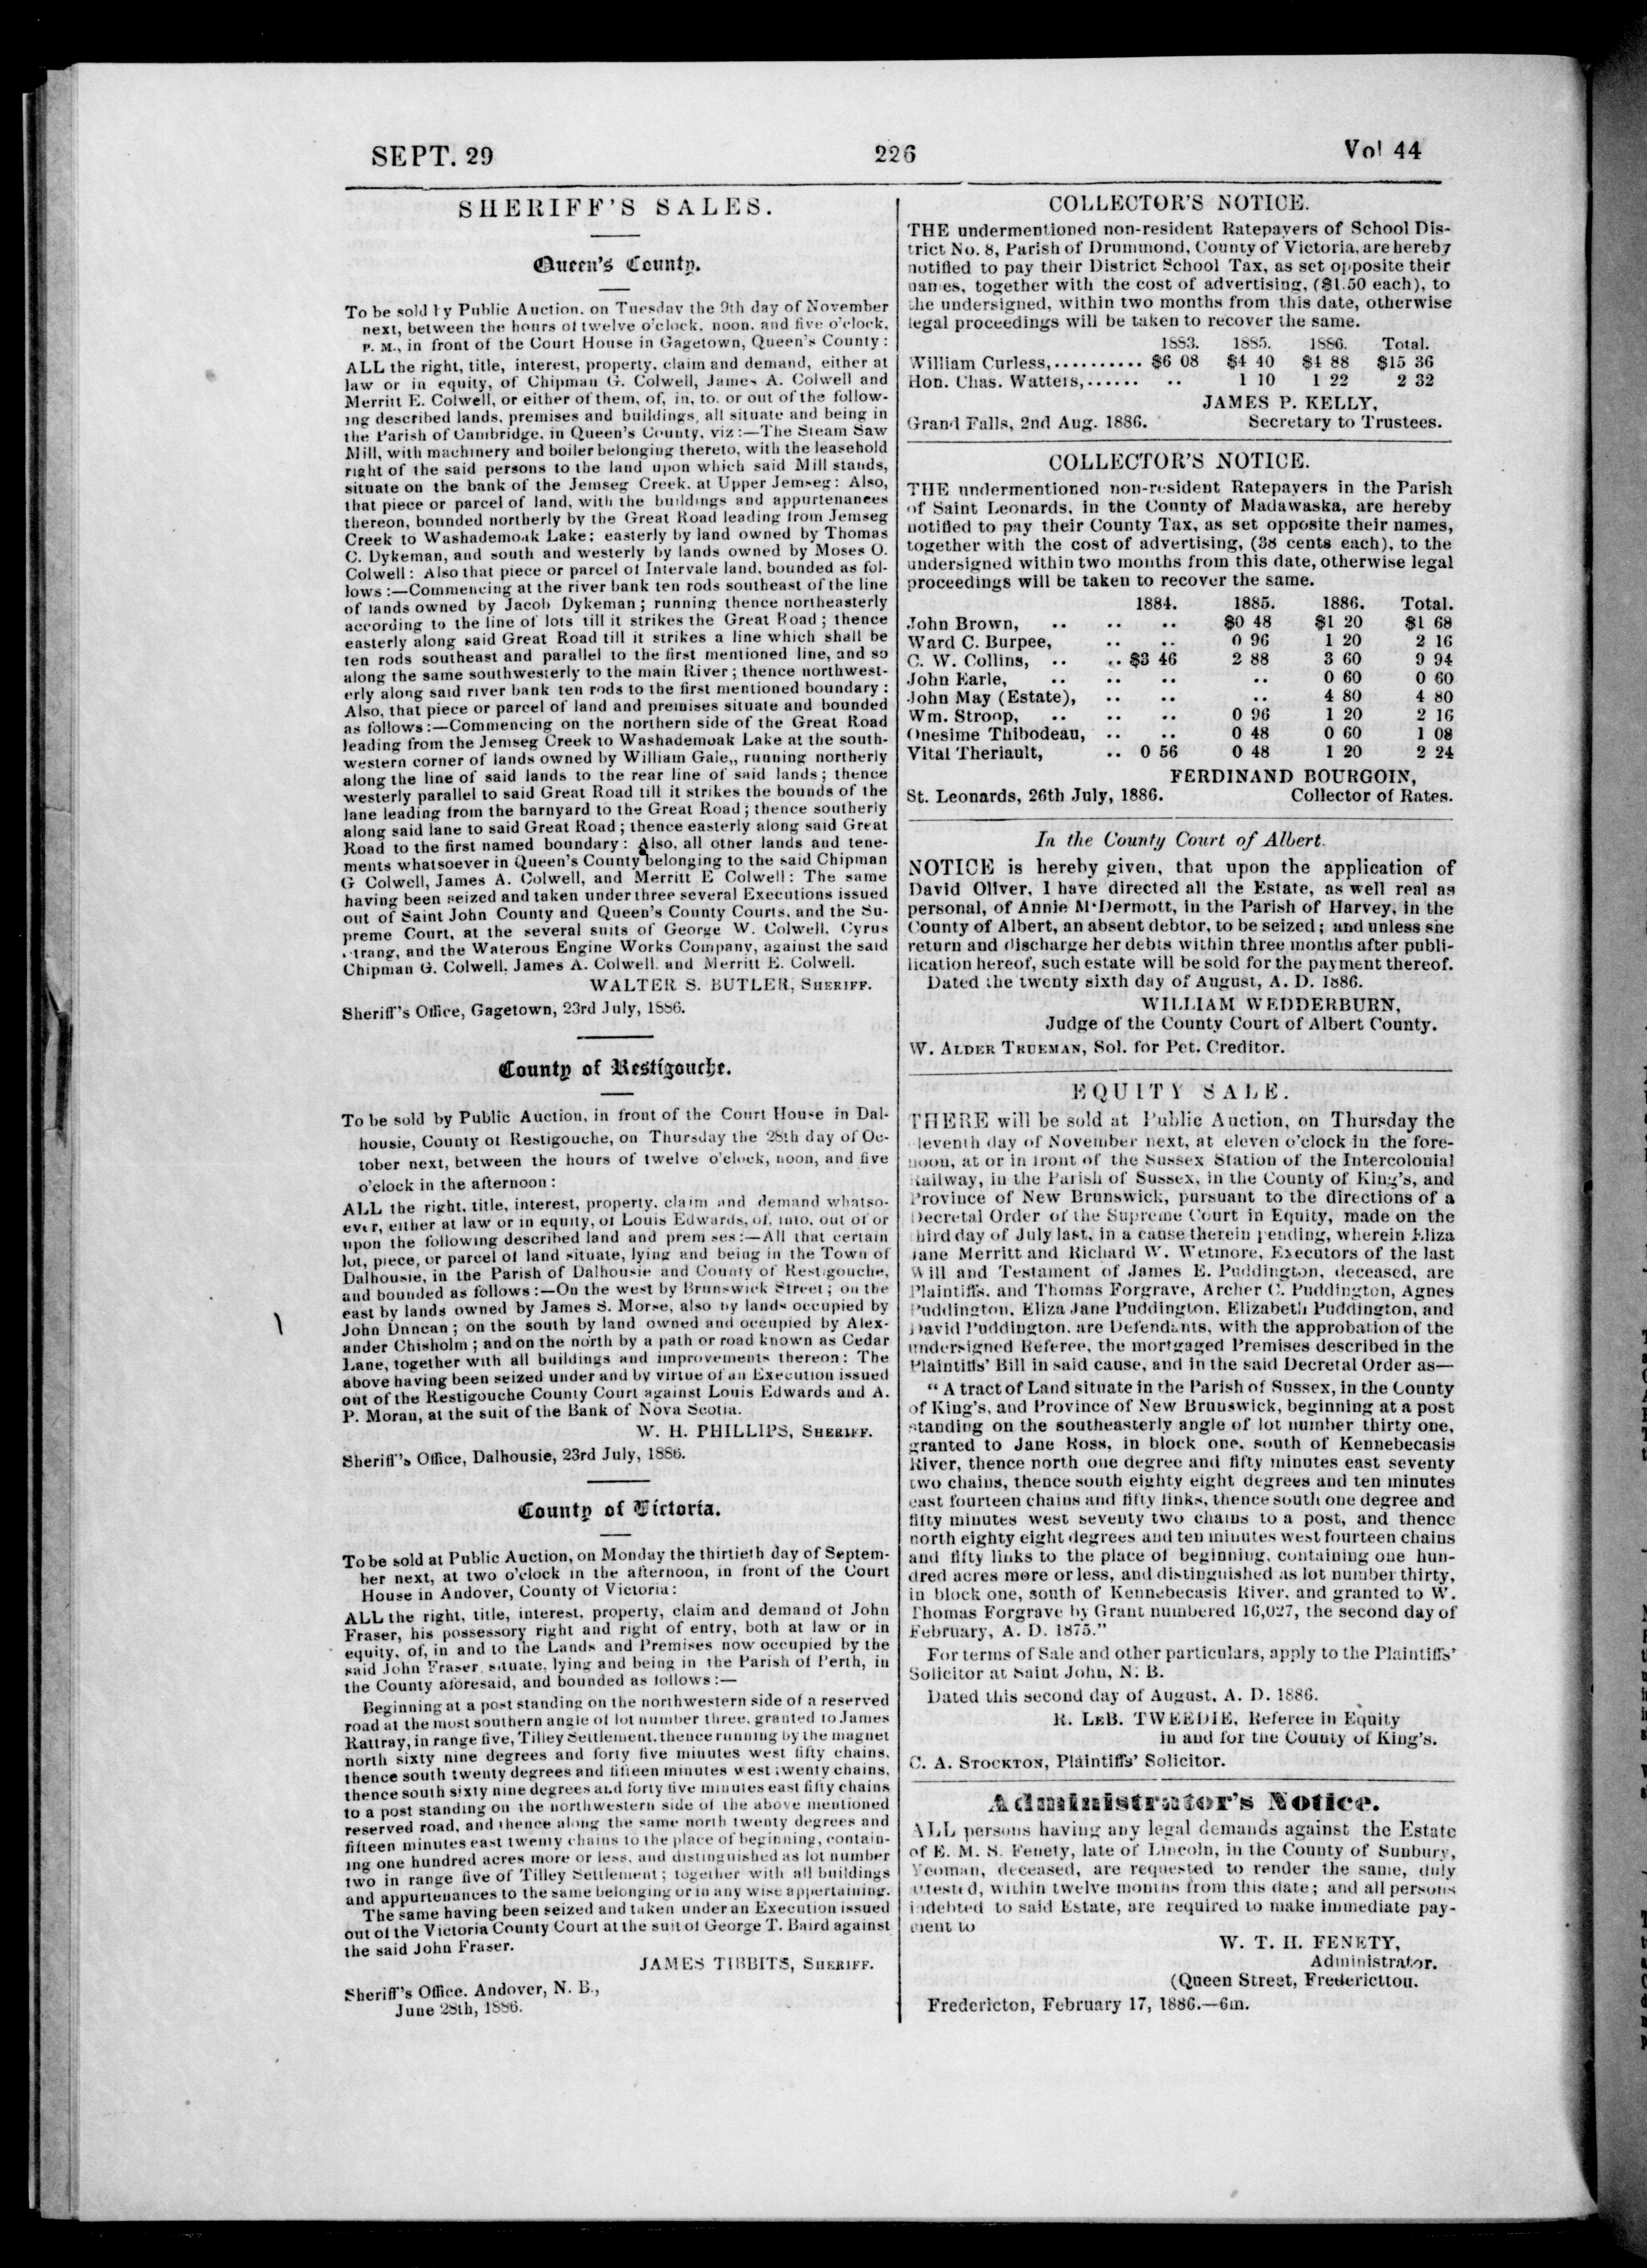 SEPT. 29
226
Vol 44
SHERIFF'S SALES.
Queen's County.
To be sold by Public Auction, on Tuesday the 9th day of November
next, between the hours of twelve o'clock, noon, and five o'clock,
P. M., in front of the Court House in Gagetown, Queen's County:
ALL the right, title, interest, property, claim and demand, either at
law or in equity, of Chipman G. Colwell, James A. Colwell and
Merritt E. Colwell, or either of them, of, in, to, or out of the follow-
ing described lands, premises and buildings, all situate and being in
the Parish of Cambridge, in Queen's County, viz:—The Steam Saw
Mill, with machinery and boiler belonging thereto, with the leasehold
right of the said persons to the land upon which said Mill stands,
situate on the bank of the Jemseg Creek, at Upper Jemseg: Also,
that piece or parcel of land, with the buildings and appurtenances
thereon, bounded northerly by the Great Road leading from Jemseg
Creek to Washademoak Lake; easterly by land owned by Thomas
C. Dykeman, and south and westerly by lands owned by Moses O.
Colwell: Also that piece or parcel of Intervale land, bounded as fol-
lows:—Commencing at the river bank ten rods southeast of the line
of lands owned by Jacob Dykeman; running thence northeasterly
according to the line of lots till it strikes the Great Road; thence
easterly along said Great Road till it strikes a line which shall be
ten rods southeast and parallel to the first mentioned line, and so
along the same southwesterly to the main River; thence northwest-
erly along said river bank ten rods to the first mentioned boundary:
Also, that piece or parcel of land and premises situate and bounded
as follows:—Commencing on the northern side of the Great Road
leading from the Jemseg Creek to Washademoak Lake at the south-
western corner of lands owned by William Gale,, running northerly
along the line of said lands to the rear line of said lands; thence
westerly parallel to said Great Road till it strikes the bounds of the
lane leading from the barnyard to the Great Road; thence southerly
along said lane to said Great Road; thence easterly along said Great
Road to the first named boundary: Also, all other lands and tene-
ments whatsoever in Queen's County belonging to the said Chipman
G Colwell, James A. Colwell, and Merritt E Colwell: The same
having been seized and taken under three several Executions issued
out of Saint John County and Queen's County Courts, and the Su-
preme Court, at the several suits of George W. Colwell, Cyrus
trang, and the Waterous Engine Works Company, against the said
Chipman G. Colwell, James A. Colwell, and Merritt E. Colwell.
WALTER S. BUTLER, SHERIFF.
Sheriff's Office, Gagetown, 23rd July, 1886.
County of Restigouche.
To be sold by Public Auction, in front of the Court House in Dal-
housie, County of Restigouche, on Thursday the 28th day of Oc-
tober next, between the hours of twelve o'clock, noon, and five
o'clock in the afternoon:
ALL the right, title, interest, property, claim and demand whatso-
ever, either at law or in equity, of Louis Edwards, of, into, out of or
upon the following described land and premises:—All that certain
lot, piece, or parcel of land situate, lying and being in the Town of
Dalhousie, in the Parish of Dalhousie and County of Restigouche,
and bounded as follows:—On the west by Brunswick Street; on the
east by lands owned by James S. Morse, also by lands occupied by
John Duncan; on the south by land owned and occupied by Alex-
ander Chisholm; and on the north by a path or road known as Cedar
Lane, together with all buildings and improvements thereon: The
above having been seized under and by virtue of an Execution issued
out of the Restigouche County Court against Louis Edwards and A.
P. Moran, at the suit of the Bank of Nova Scotia.
W. H. PHILLIPS, SHERIFF.
Sheriff's Office, Dalhousie, 23rd July, 1886.
County of Victoria.
To be sold at Public Auction, on Monday the thirtieth day of Septem-
ber next, at two o'clock in the afternoon, in front of the Court
House in Andover, County of Victoria:
ALL the right, title, interest, property, claim and demand of John
Fraser, his possessory right and right of entry, both at law or in
equity, of, in and to the Lands and Premises now occupied by the
said John Fraser, situate, lying and being in the Parish of Perth, in
the County aforesaid, and bounded as follows:—
Beginning at a post standing on the northwestern side of a reserved
road at the most southern angle of lot number three, granted to James
Rattray, in range five, Tilley Settlement, thence running by the magnet
north sixty nine degrees and forty five minutes west fifty chains,
thence south twenty degrees and fifteen minutes west twenty chains,
thence south sixty nine degrees and forty five minutes east fifty chains
to a post standing on the northwestern side of the above mentioned
reserved road, and thence along the same north twenty degrees and
fifteen minutes east twenty chains to the place of beginning, contain-
ing one hundred acres more or less, and distinguished as lot number
two in range five of Tilley Settlement; together with all buildings
and appurtenances to the same belonging or in any wise appertaining.
The same having been seized and taken under an Execution issued
out of the Victoria County Court at the suit of George T. Baird against
the said John Fraser.
JAMES TIBBITS, SHERIFF.
Sheriff's Office. Andover, N. B.,
June 28th, 1886.
COLLECTOR'S NOTICE.
THE undermentioned non-resident Ratepayers of School Dis-
trict No. 8, Parish of Drummond, County of Victoria, are hereby
notified to pay their District School Tax, as set opposite their
names, together with the cost of advertising, ($1.50 each), to
the undersigned, within two months from this date, otherwise
legal proceedings will be taken to recover the same.
1883. 1885. 1886. Total.
William Curless,.......... $6 08 $4 40 $4 88 $15 36
Hon. Chas. Watters,...... .. 1 10 1 22 2 32
JAMES P. KELLY,
Grand Falls, 2nd Aug. 1886. Secretary to Trustees.
COLLECTOR'S NOTICE.
THE undermentioned non-resident Ratepayers in the Parish
of Saint Leonards, in the County of Madawaska, are hereby
notified to pay their County Tax, as set opposite their names,
together with the cost of advertising, (38 cents each), to the
undersigned within two months from this date, otherwise legal
proceedings will be taken to recover the same.
1884. 1885. 1886. Total.
John Brown, .. .. .. $0 48 $1 20 $1 68
Ward C. Burpee, .. .. 0 96 1 20 2 16
C. W. Collins, .. .. $3 46 2 88 3 60 9 94
John Earle, .. .. .. .. 0 60 0 60
John May (Estate), .. .. .. 4 80 4 80
Wm. Stroop, .. .. .. 0 96 1 20 2 16
Onesime Thibodeau, .. .. 0 48 0 60 1 08
Vital Theriault, .. 0 56 0 48 1 20 2 24
FERDINAND BOURGOIN,
St. Leonards, 26th July, 1886. Collector of Rates.
In the County Court of Albert.
NOTICE is hereby given, that upon the application of
David Oliver, I have directed all the Estate, as well real as
personal, of Annie M'Dermott, in the Parish of Harvey, in the
County of Albert, an absent debtor, to be seized; and unless she
return and discharge her debts within three months after publi-
lication hereof, such estate will be sold for the payment thereof.
Dated the twenty sixth day of August, A. D. 1886.
WILLIAM WEDDERBURN,
Judge of the County Court of Albert County.
W. ALDER TRUEMAN, Sol. for Pet. Creditor.
EQUITY SALE.
THERE will be sold at Public Auction, on Thursday the
leventh day of November next, at eleven o'clock in the fore-
noon, at or in front of the Sussex Station of the Intercolonial
Railway, in the Parish of Sussex, in the County of King's, and
Province of New Brunswick, pursuant to the directions of a
Decretal Order of the Supreme Court in Equity, made on the
third day of July last, in a cause therein pending, wherein Eliza
Jane Merritt and Richard W. Wetmore, Executors of the last
Will and Testament of James E. Puddington, deceased, are
Plaintiffs, and Thomas Forgrave, Archer C. Puddington, Agnes
Puddington, Eliza Jane Puddington, Elizabeth Puddington, and
David Puddington, are Defendants, with the approbation of the
undersigned Referee, the mortgaged Premises described in the
Plaintiffs' Bill in said cause, and in the said Decretal Order as—
"A tract of Land situate in the Parish of Sussex, in the County
of King's, and Province of New Brunswick, beginning at a post
standing on the southeasterly angle of lot number thirty one,
granted to Jane Ross, in block one, south of Kennebecasis
River, thence north one degree and fifty minutes east seventy
two chains, thence south eighty eight degrees and ten minutes
east fourteen chains and fifty links, thence south one degree and
fifty minutes west seventy two chains to a post, and thence
north eighty eight degrees and ten minutes west fourteen chains
and fifty links to the place of beginning, containing one hun-
dred acres more or less, and distinguished as lot number thirty,
in block one, south of Kennebecasis River, and granted to W.
Thomas Forgrave by Grant numbered 16,027, the second day of
February, A. D. 1875."
For terms of Sale and other particulars, apply to the Plaintiffs'
Solicitor at Saint John, N. B.
Dated this second day of August, A. D. 1886.
R. LEB. TWEEDIE, Referee in Equity
in and for the County of King's.
C. A. STOCKTON, Plaintiffs' Solicitor.
Administrator's Notice.
ALL persons having any legal demands against the Estate
of E. M. S. Fenety, late of Lincoln, in the County of Sunbury,
Yeoman, deceased, are requested to render the same, duly
attested, within twelve months from this date; and all persons
indebted to said Estate, are required to make immediate pay-
ment to
W. T. H. FENETY,
Administrator.
(Queen Street, Fredericttou.
Fredericton, February 17, 1886.—6m.